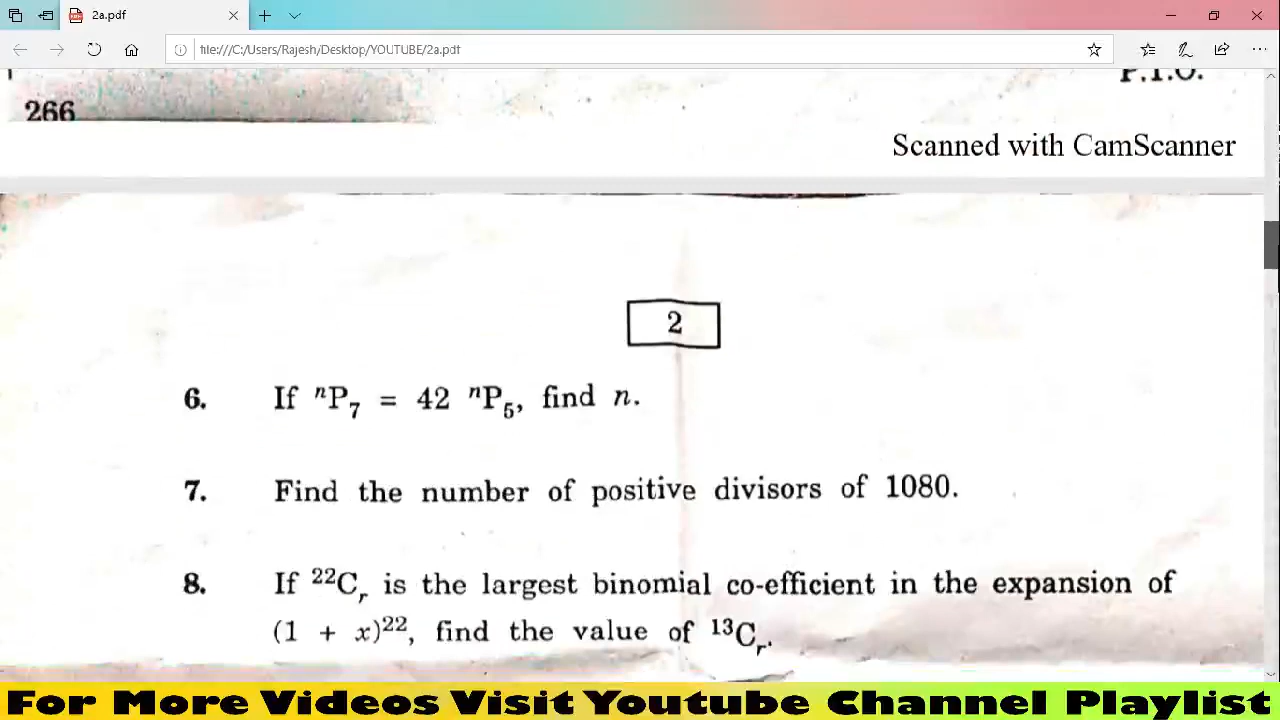 2a.pdf
file:///C:/Users/Rajesh/Desktop/YOUTUBE/2a.pdf
P.T.O.
266
Scanned with CamScanner
2
6. If ⁿP₇ = 42 ⁿP₅, find n.
7. Find the number of positive divisors of 1080.
8. If ²²Cᵣ is the largest binomial co-efficient in the expansion of
(1 + x)²², find the value of ¹³Cᵣ.
For More Videos Visit Youtube Channel Playlist